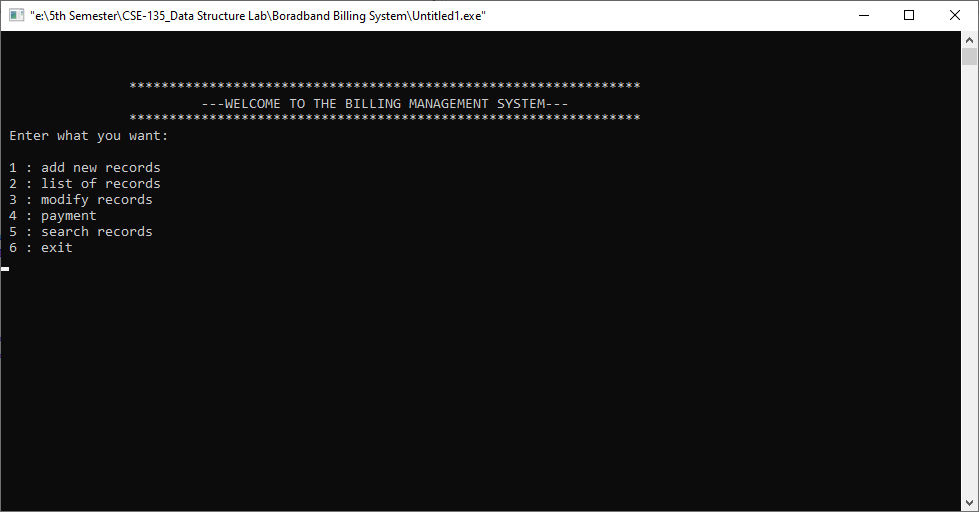 "e:\5th Semester\CSE-135_Data Structure Lab\Boradband Billing System\Untitled1.exe"
****************************************************************
---WELCOME TO THE BILLING MANAGEMENT SYSTEM---
****************************************************************
Enter what you want:
1 : add new records
2 : list of records
3 : modify records
4 : payment
5 : search records
6 : exit